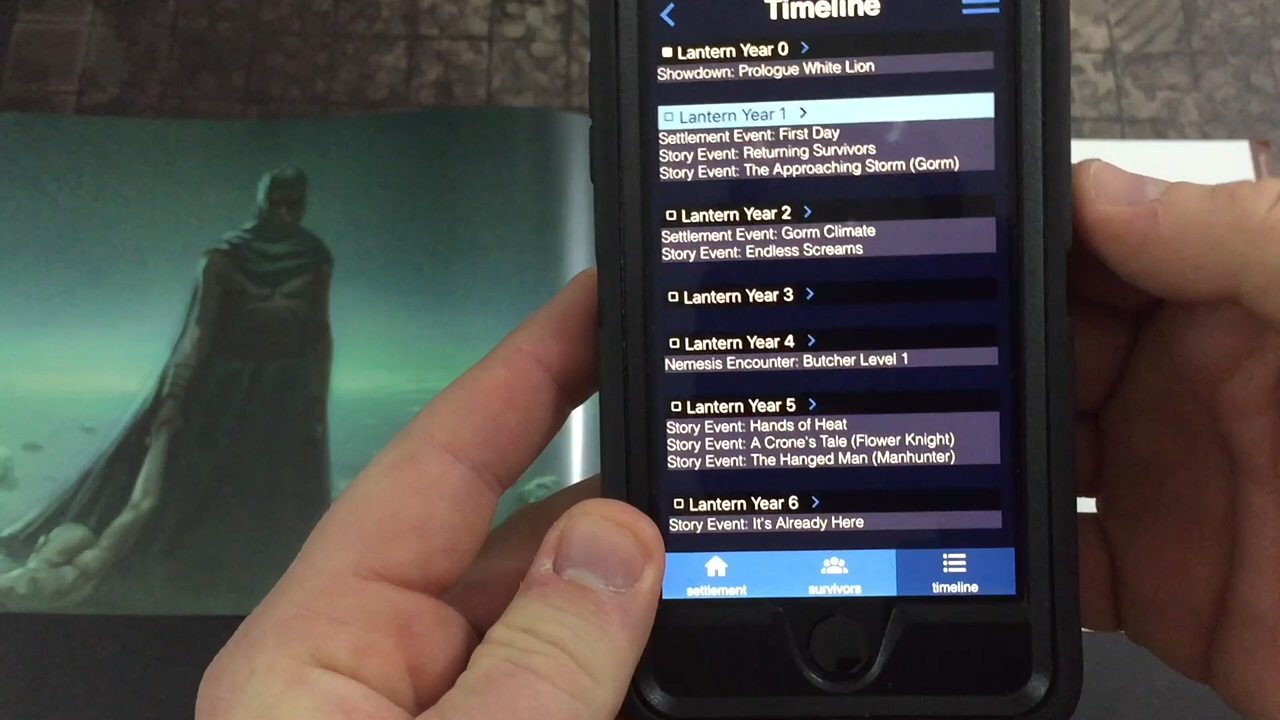 Timeline
Lantern Year 0
Showdown: Prologue White Lion
Lantern Year 1
Settlement Event: First Day
Story Event: Returning Survivors
Story Event: The Approaching Storm (Gorm)
Lantern Year 2
Settlement Event: Gorm Climate
Story Event: Endless Screams
Lantern Year 3
Lantern Year 4
Nemesis Encounter: Butcher Level 1
Lantern Year 5
Story Event: Hands of Heat
Story Event: A Crone's Tale (Flower Knight)
Story Event: The Hanged Man (Manhunter)
Lantern Year 6
Story Event: It's Already Here
settlement survivors timeline